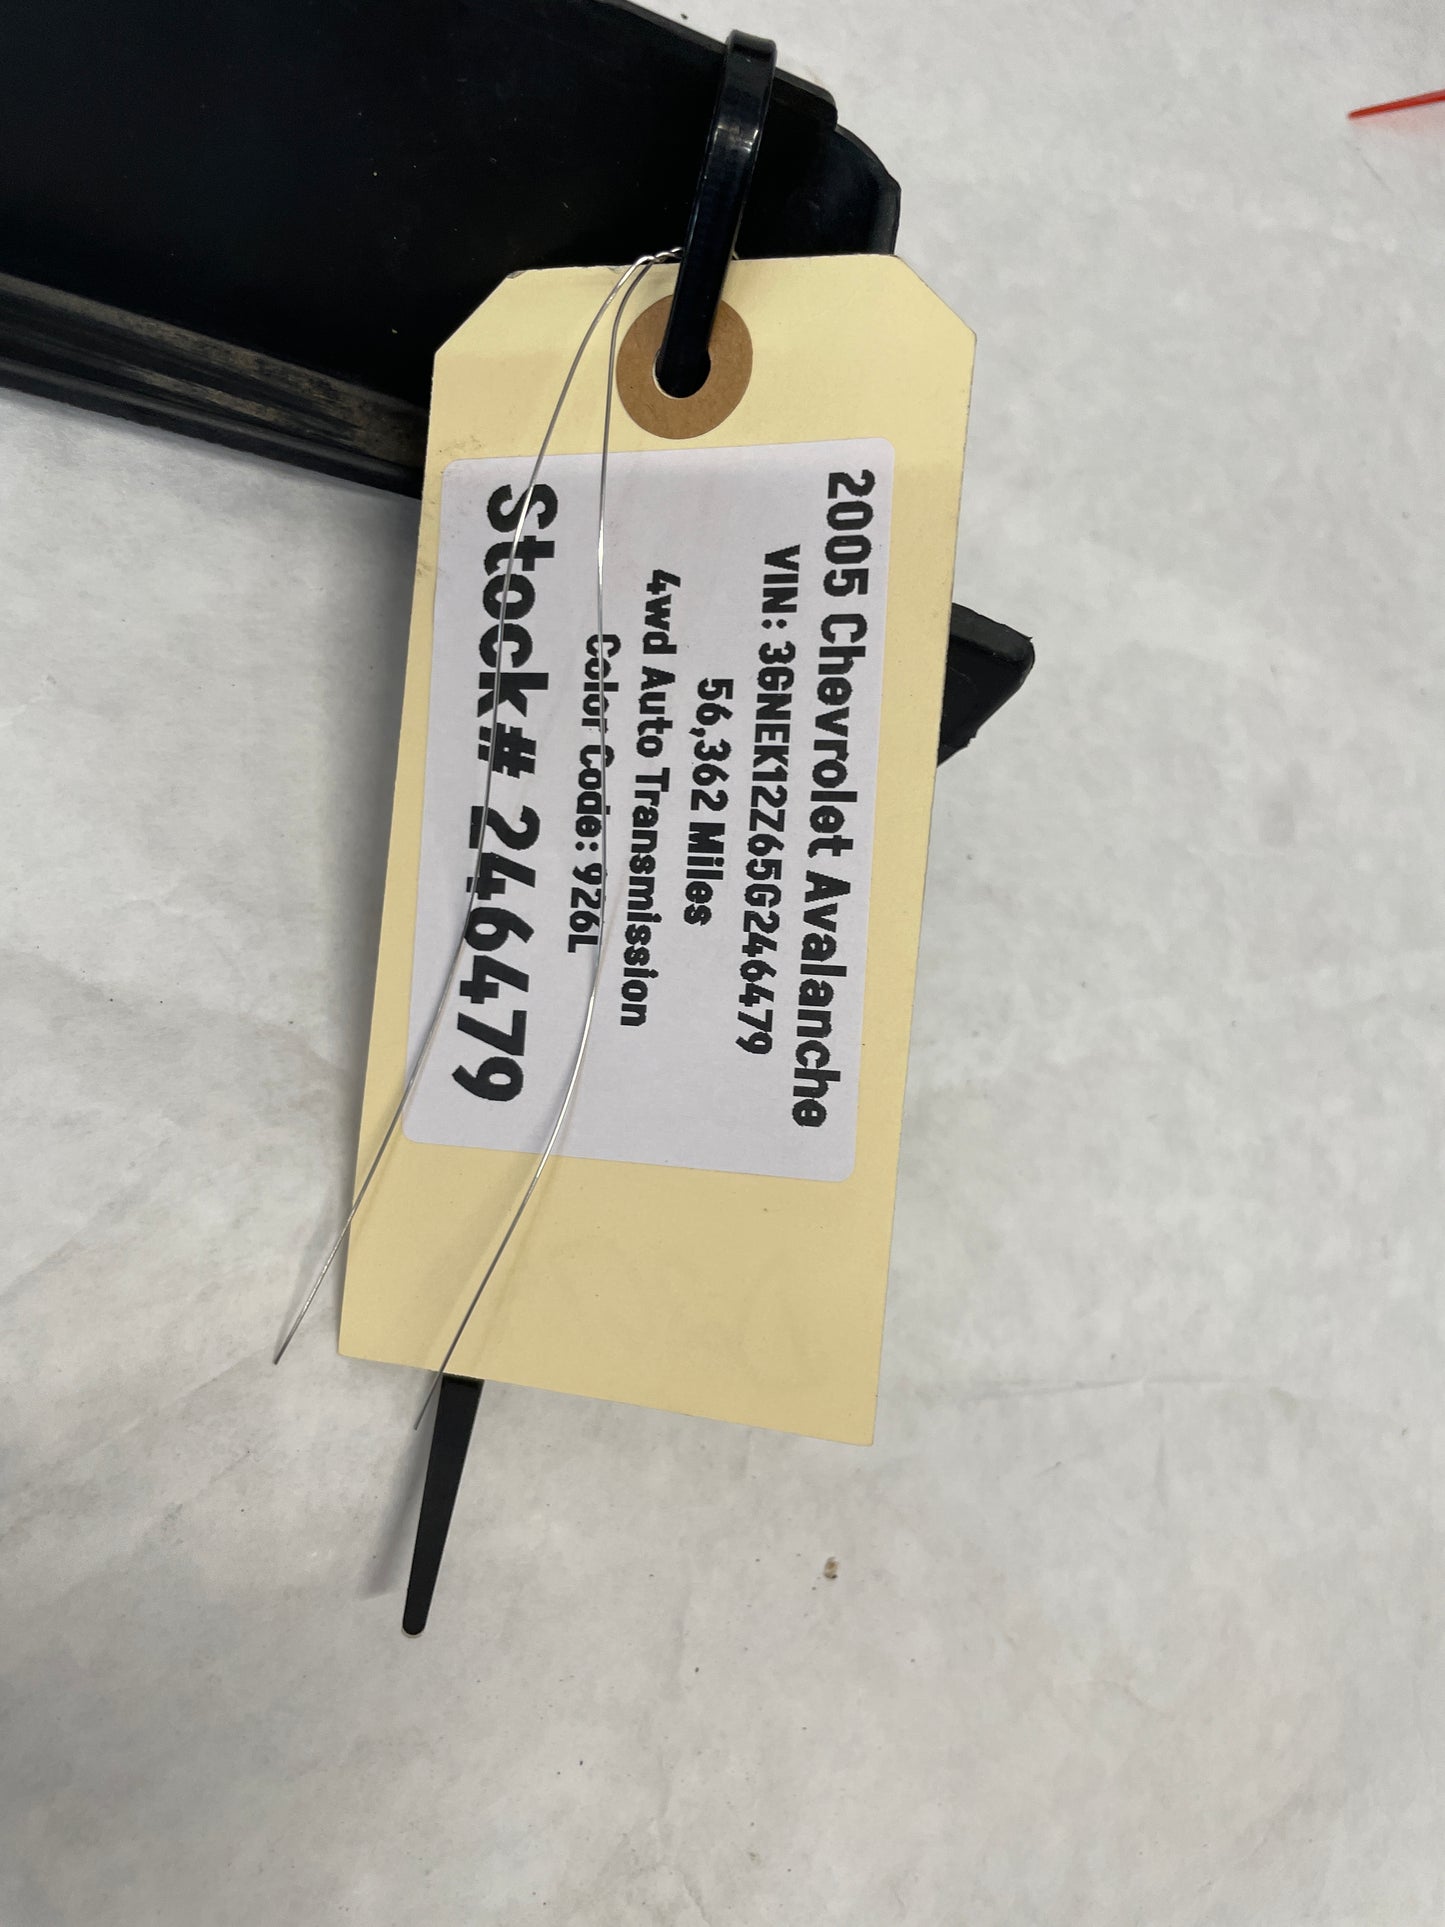 2005 Chevrolet Avalanche
VIN: 3GNEK12Z65G246479
56,362 Miles
4wd Auto Transmission
Color Code: 926L
Stock# 246479